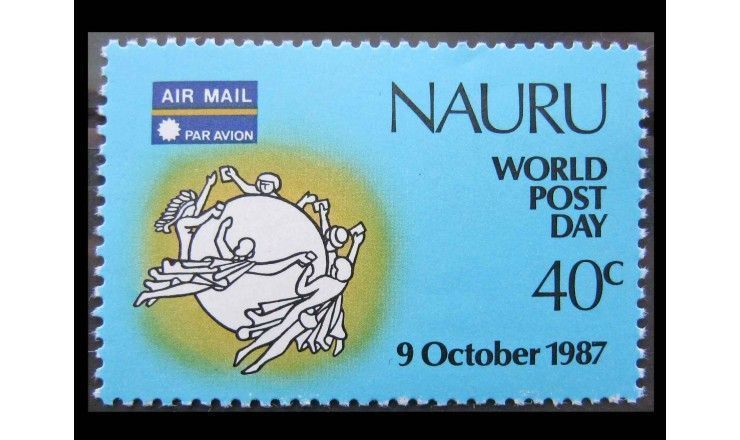 AIR MAIL
PAR AVION
NAURU
WORLD
POST
DAY
40c
9 October 1987